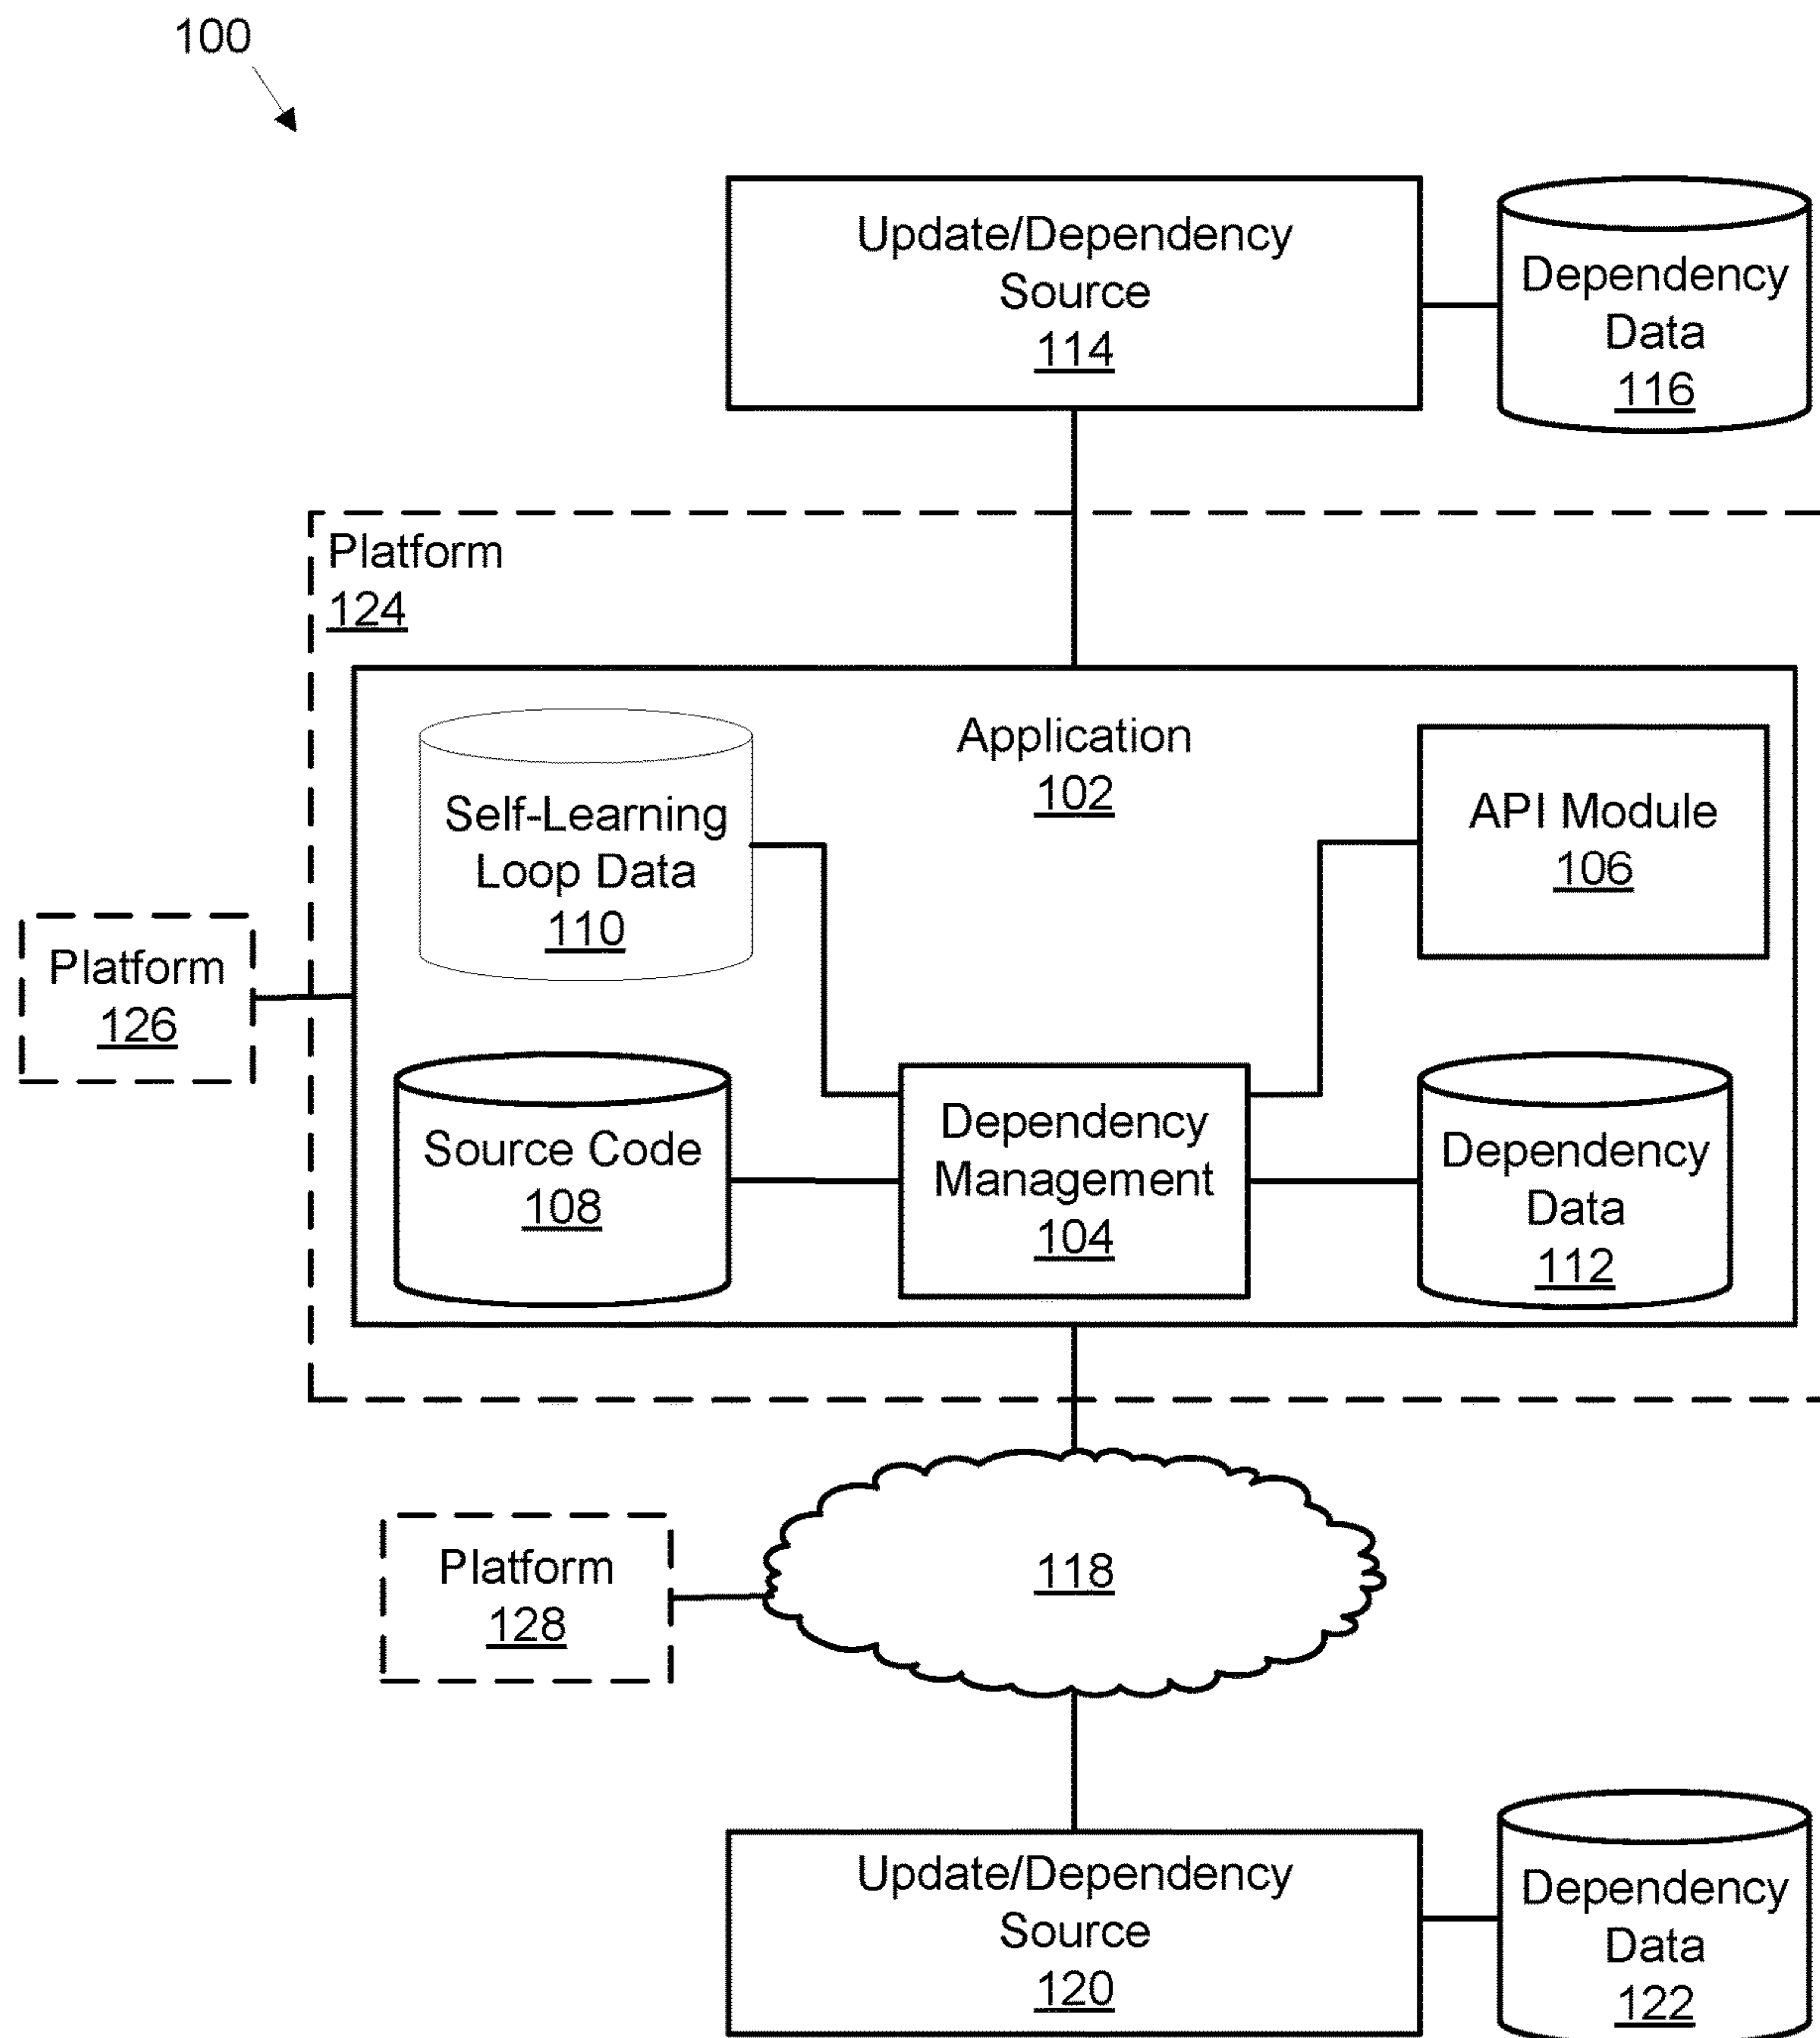 100
Update/Dependency
Source
114
Dependency
Data
116
Platform
124
Application
102
Self-Learning
Loop Data
110
API Module
106
Platform
126
Source Code
108
Dependency
Management
104
Dependency
Data
112
Platform
128
118
Update/Dependency
Source
120
Dependency
Data
122